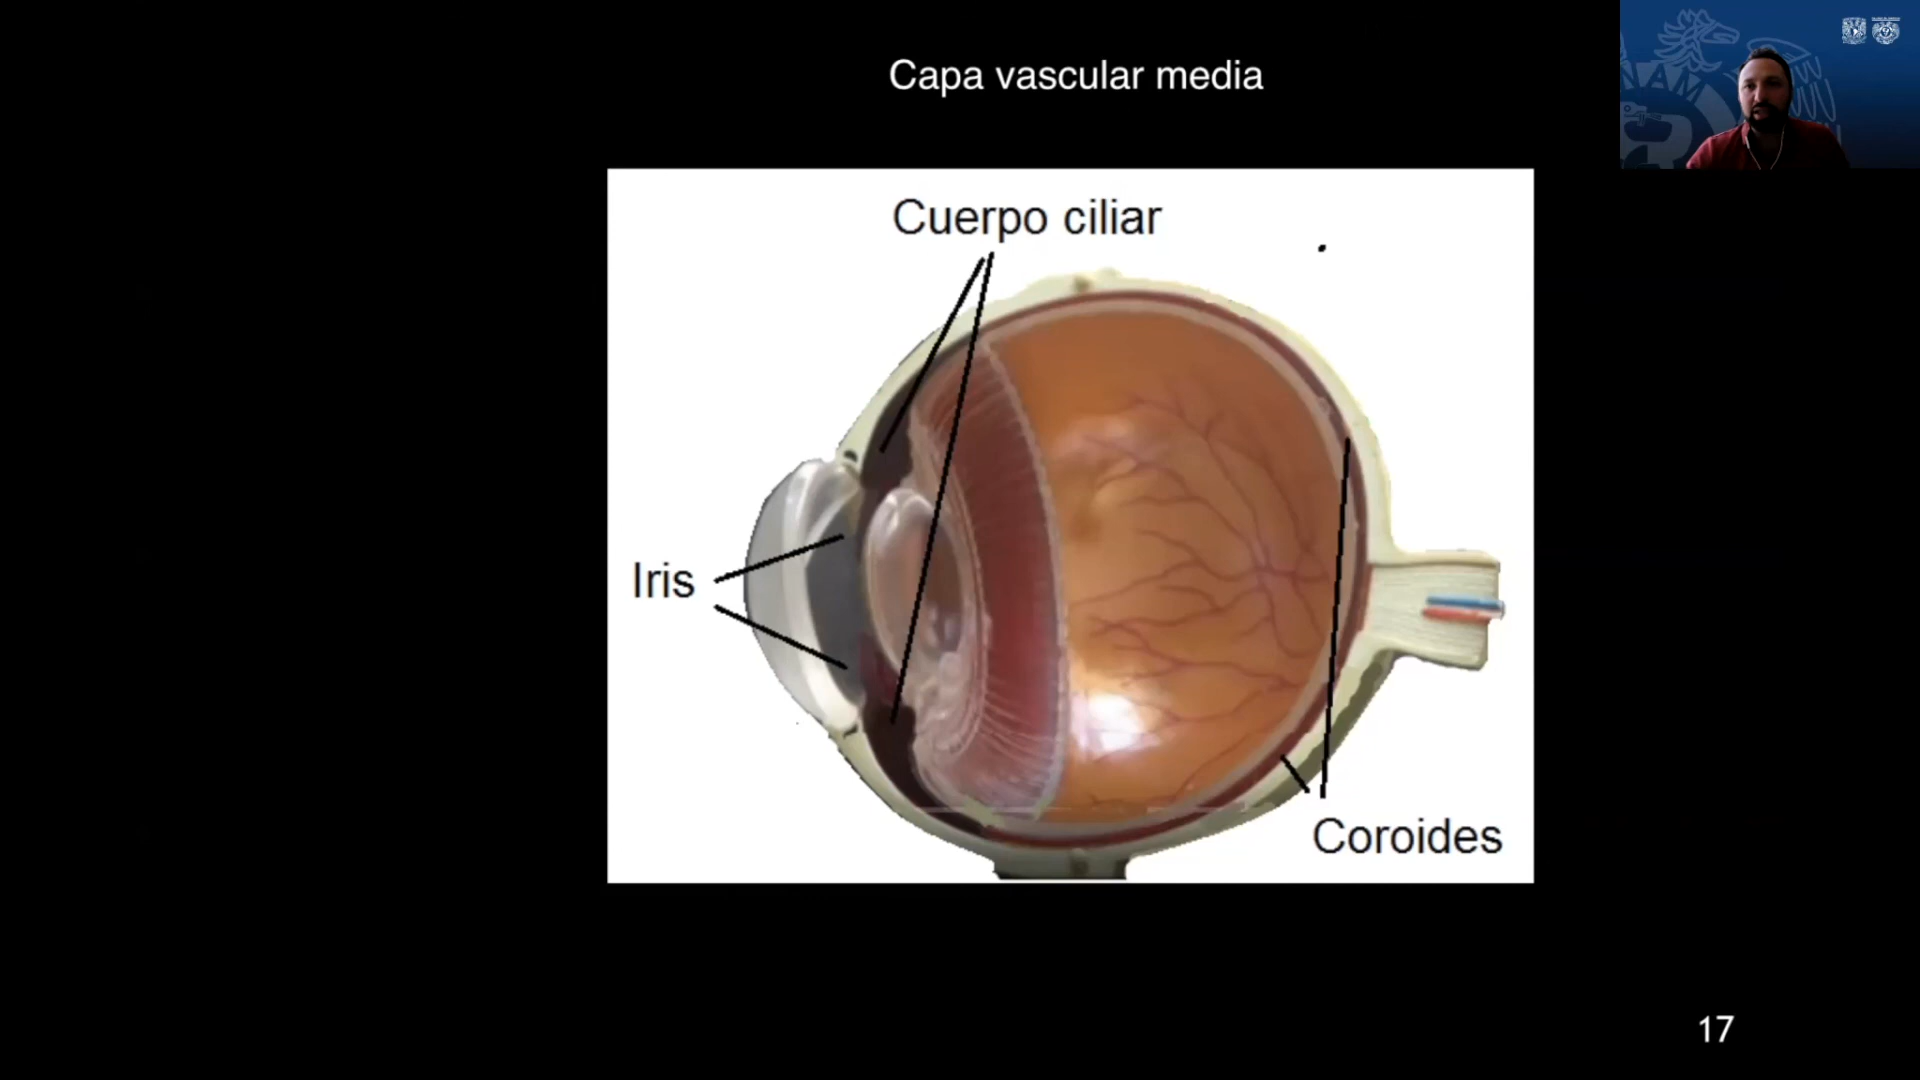 Capa vascular media
Cuerpo ciliar
Iris
Coroides
17